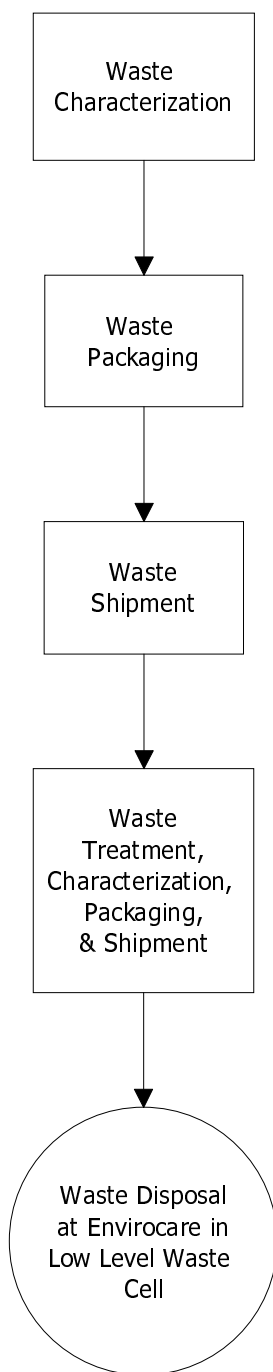 Waste
Characterization
Waste
Packaging
Waste
Shipment
Waste
Treatment,
Characterization,
Packaging,
& Shipment
Waste Disposal
at Envirocare in
Low Level Waste
Cell